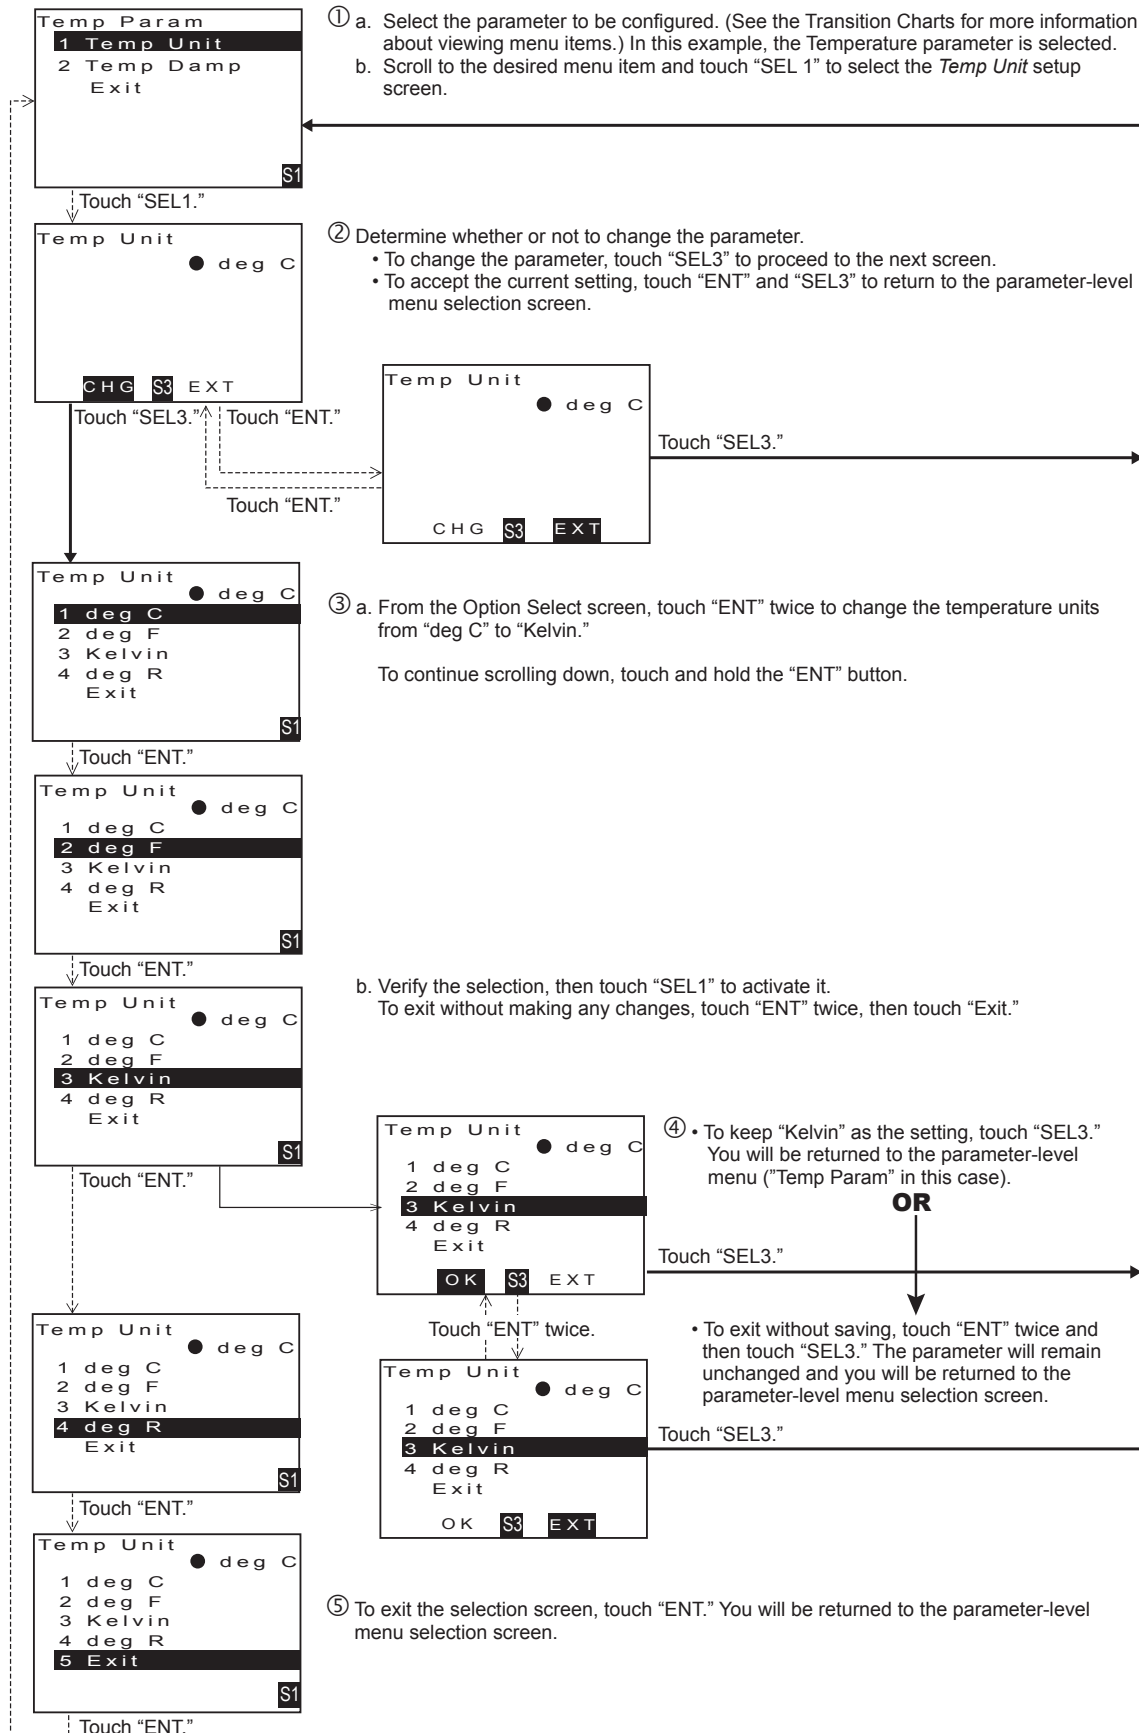 Temp Param
1 Temp Unit
2 Temp Damp
Exit
S1
① a. Select the parameter to be configured. (See the Transition Charts for more information
about viewing menu items.) In this example, the Temperature parameter is selected.
b. Scroll to the desired menu item and touch “SEL 1” to select the Temp Unit setup
screen.
Touch “SEL1.”
Temp Unit
● deg C
CHG S3 EXT
② Determine whether or not to change the parameter.
• To change the parameter, touch “SEL3” to proceed to the next screen.
• To accept the current setting, touch “ENT” and “SEL3” to return to the parameter-level
menu selection screen.
Touch “SEL3.”
Touch “ENT.”
Touch “ENT.”
Temp Unit
● deg C
CHG S3 EXT
Touch “SEL3.”
Temp Unit
● deg C
1 deg C
2 deg F
3 Kelvin
4 deg R
Exit
S1
③ a. From the Option Select screen, touch “ENT” twice to change the temperature units
from “deg C” to “Kelvin.”
To continue scrolling down, touch and hold the “ENT” button.
Touch “ENT.”
Temp Unit
● deg C
1 deg C
2 deg F
3 Kelvin
4 deg R
Exit
S1
Touch “ENT.”
b. Verify the selection, then touch “SEL1” to activate it.
To exit without making any changes, touch “ENT” twice, then touch “Exit.”
Temp Unit
● deg C
1 deg C
2 deg F
3 Kelvin
4 deg R
Exit
S1
Touch “ENT.”
Temp Unit
● deg C
1 deg C
2 deg F
3 Kelvin
4 deg R
Exit
OK S3 EXT
Touch “SEL3.”
④ • To keep “Kelvin” as the setting, touch “SEL3.”
You will be returned to the parameter-level
menu (”Temp Param” in this case).
OR
• To exit without saving, touch “ENT” twice and
then touch “SEL3.” The parameter will remain
unchanged and you will be returned to the
parameter-level menu selection screen.
Touch “ENT” twice.
Temp Unit
● deg C
1 deg C
2 deg F
3 Kelvin
4 deg R
Exit
OK S3 EXT
Touch “SEL3.”
Temp Unit
● deg C
1 deg C
2 deg F
3 Kelvin
4 deg R
Exit
S1
Touch “ENT.”
Temp Unit
● deg C
1 deg C
2 deg F
3 Kelvin
4 deg R
5 Exit
S1
⑤ To exit the selection screen, touch “ENT.” You will be returned to the parameter-level
menu selection screen.
Touch “ENT.”